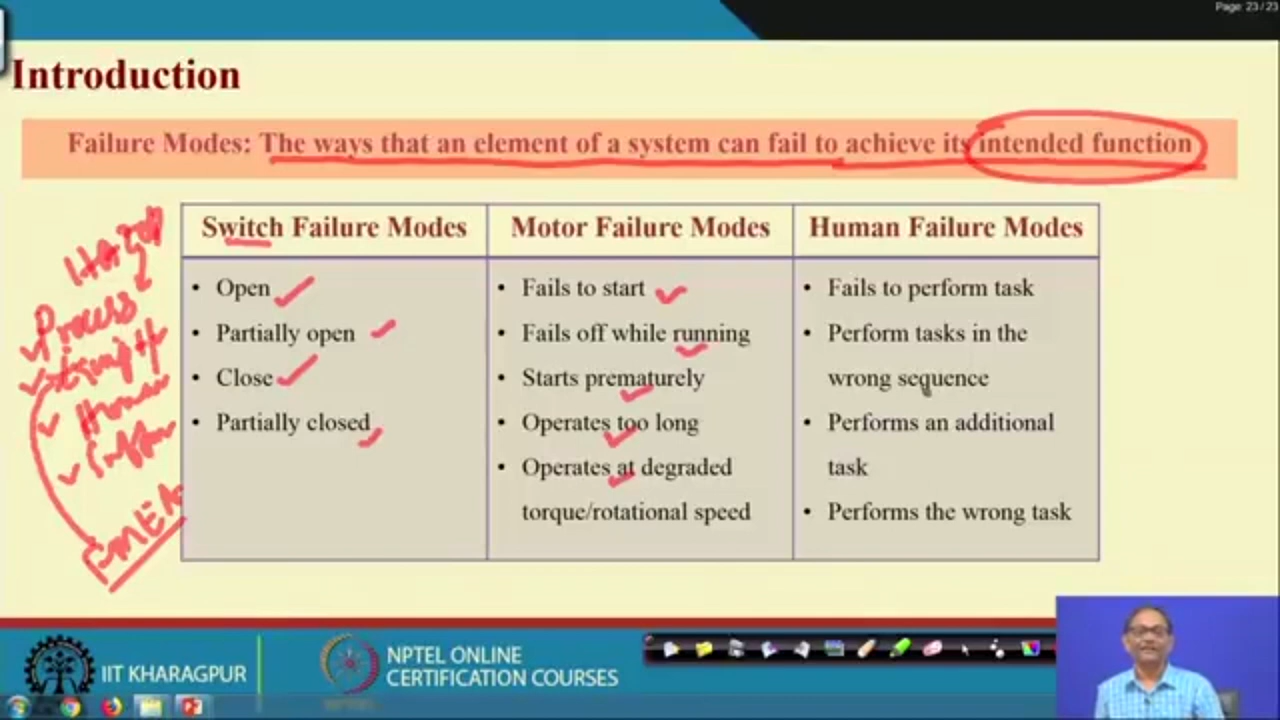 Page: 23 / 23
Introduction
Failure Modes: The ways that an element of a system can fail to achieve its intended function
Switch Failure Modes
• Open
• Partially open
• Close
• Partially closed
Motor Failure Modes
• Fails to start
• Fails off while running
• Starts prematurely
• Operates too long
• Operates at degraded
torque/rotational speed
Human Failure Modes
• Fails to perform task
• Perform tasks in the
wrong sequence
• Performs an additional
task
• Performs the wrong task
HAZOP
Process
Human
FMEA
IIT KHARAGPUR
NPTEL ONLINE
CERTIFICATION COURSES